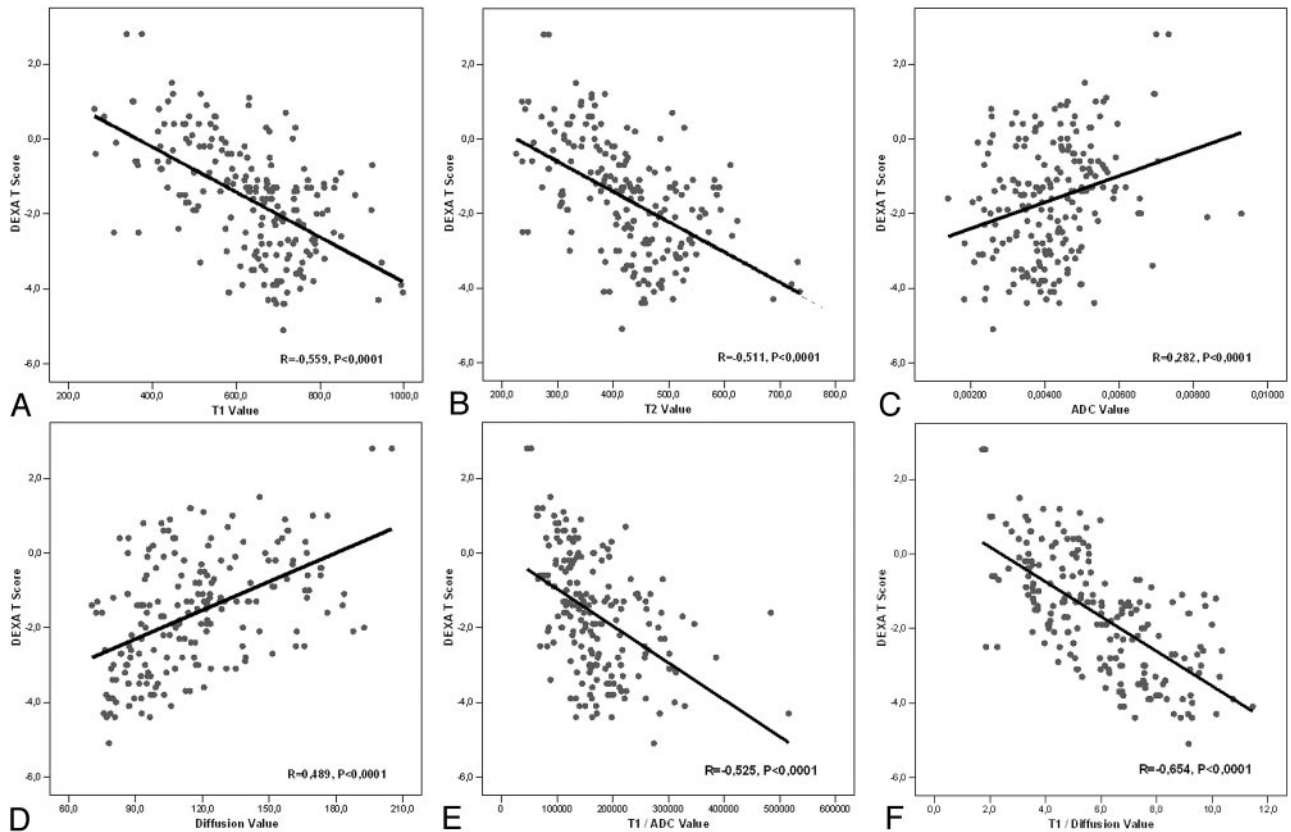 2,0
0,0
-2,0
-4,0
-6,0
DEXA T Score
R=-0,559, P<0,0001
200,0 400,0 600,0 800,0 1000,0
T1 Value
A
2,0
0,0
-2,0
-4,0
-6,0
DEXA T Score
R=-0,511, P<0,0001
200,0 300,0 400,0 500,0 600,0 700,0 800,0
T2 Value
B
2,0
0,0
-2,0
-4,0
-6,0
DEXA T Score
R=0,282, P<0,0001
0,00200 0,00400 0,00600 0,00800 0,01000
ADC Value
C
2,0
0,0
-2,0
-4,0
-6,0
DEXA T Score
R=0,489, P<0,0001
60,0 90,0 120,0 150,0 180,0 210,0
Diffusion Value
D
2,0
0,0
-2,0
-4,0
-6,0
DEXA T Score
R=-0,525, P<0,0001
0 100000 200000 300000 400000 500000 600000
T1 / ADC Value
E
2,0
0,0
-2,0
-4,0
-6,0
DEXA T Score
R=-0,654, P<0,0001
0,0 2,0 4,0 6,0 8,0 10,0 12,0
T1 / Diffusion Value
F